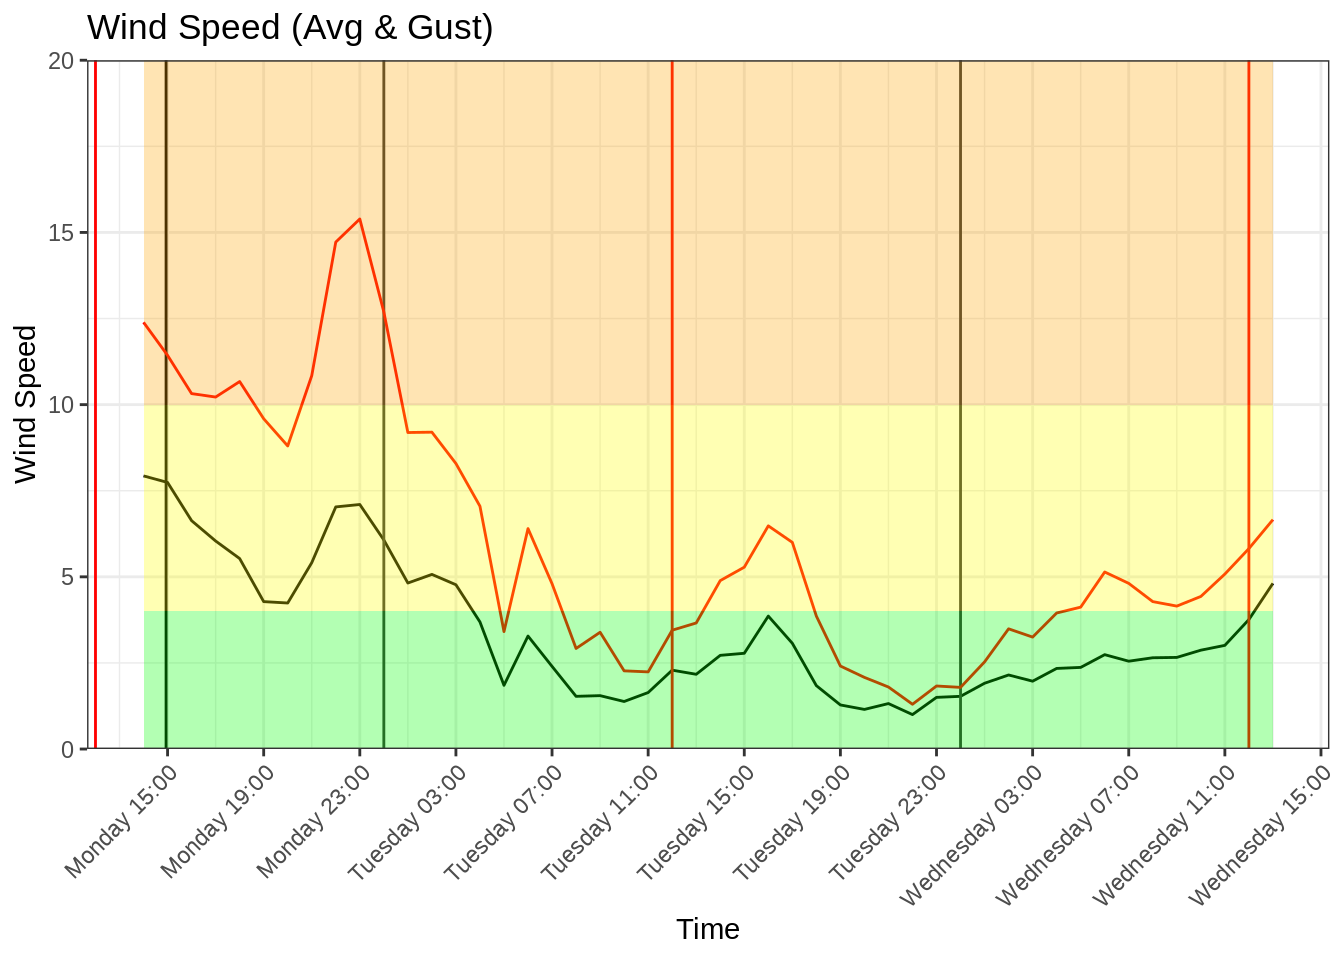 Wind Speed (Avg & Gust)
20
15
10
5
0
Wind Speed
Monday 15:00
Monday 19:00
Monday 23:00
Tuesday 03:00
Tuesday 07:00
Tuesday 11:00
Tuesday 15:00
Tuesday 19:00
Tuesday 23:00
Wednesday 03:00
Wednesday 07:00
Wednesday 11:00
Wednesday 15:00
Time